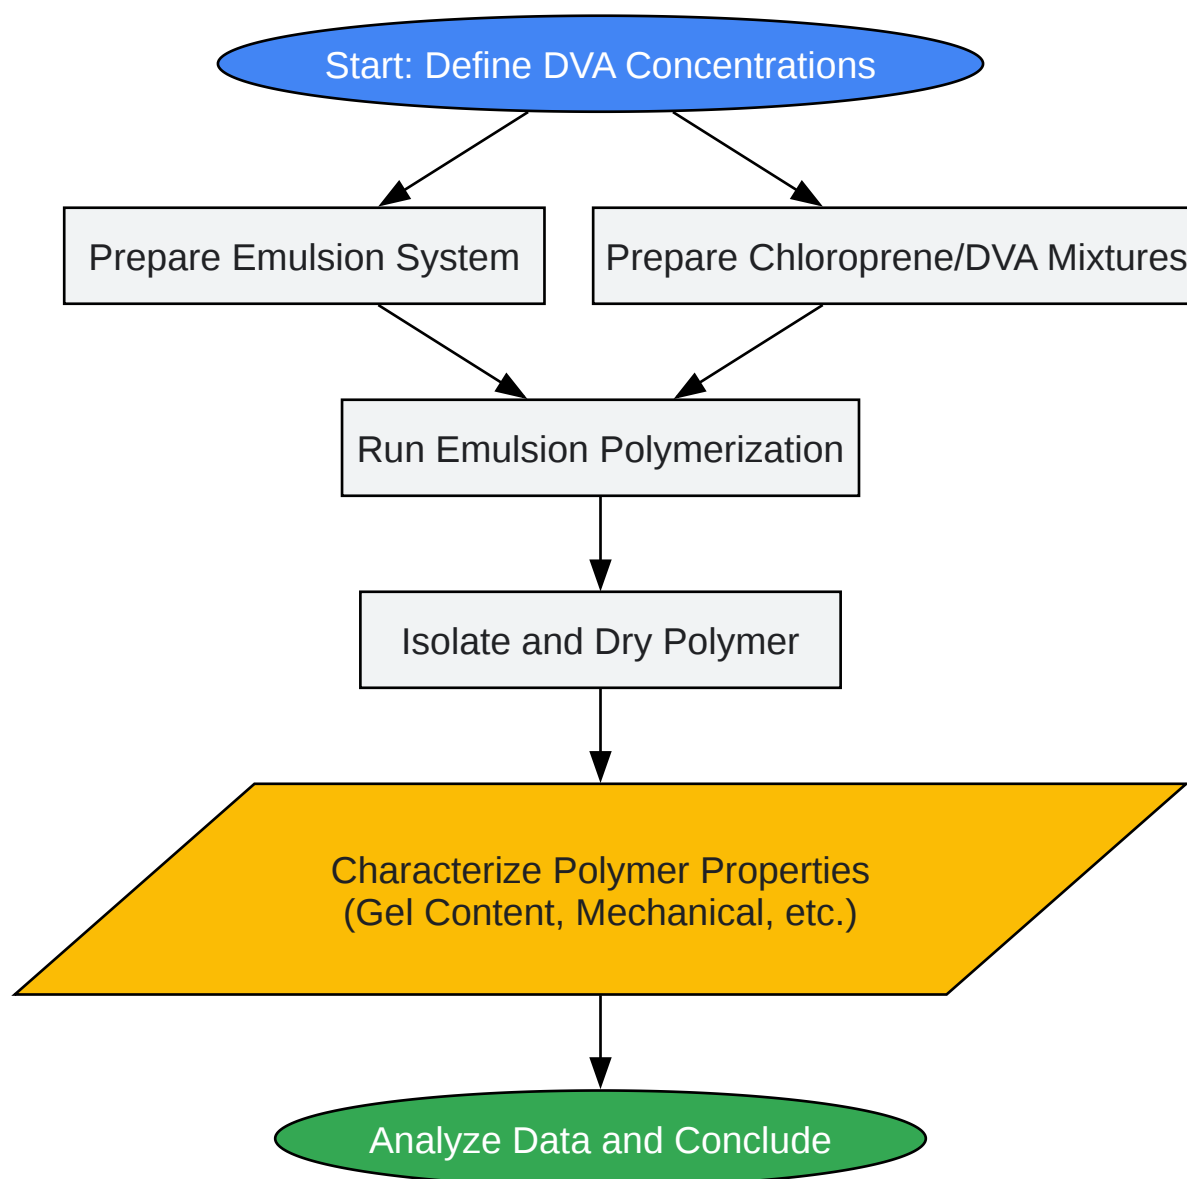 Start: Define DVA Concentrations
Prepare Emulsion System
Prepare Chloroprene/DVA Mixtures
Run Emulsion Polymerization
Isolate and Dry Polymer
Characterize Polymer Properties
(Gel Content, Mechanical, etc.)
Analyze Data and Conclude